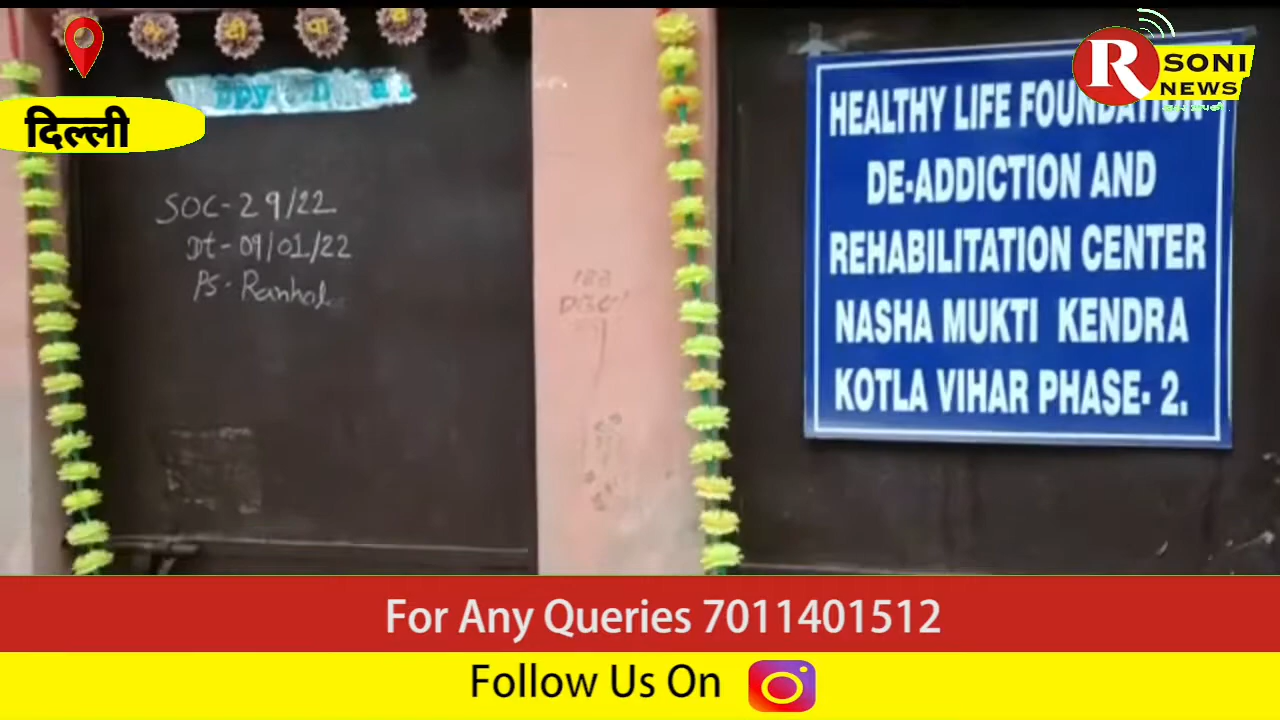 दिल्ली
SOC-29/22
Dt-09/01/22
PS-
R SONI
NEWS
HEALTHY LIFE FOUNDATION
DE-ADDICTION AND
REHABILITATION CENTER
NASHA MUKTI KENDRA
KOTLA VIHAR PHASE- 2.
For Any Queries 7011401512
Follow Us On